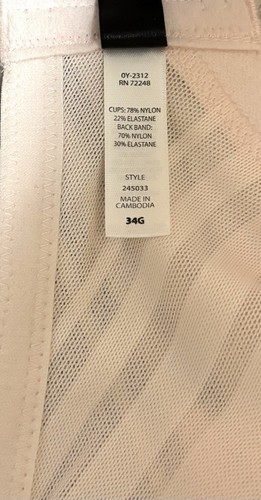 0Y-2312
RN 72248
CUPS: 78% NYLON
22% ELASTANE
BACK BAND:
70% NYLON
30% ELASTANE
STYLE
245033
MADE IN
CAMBODIA
34G